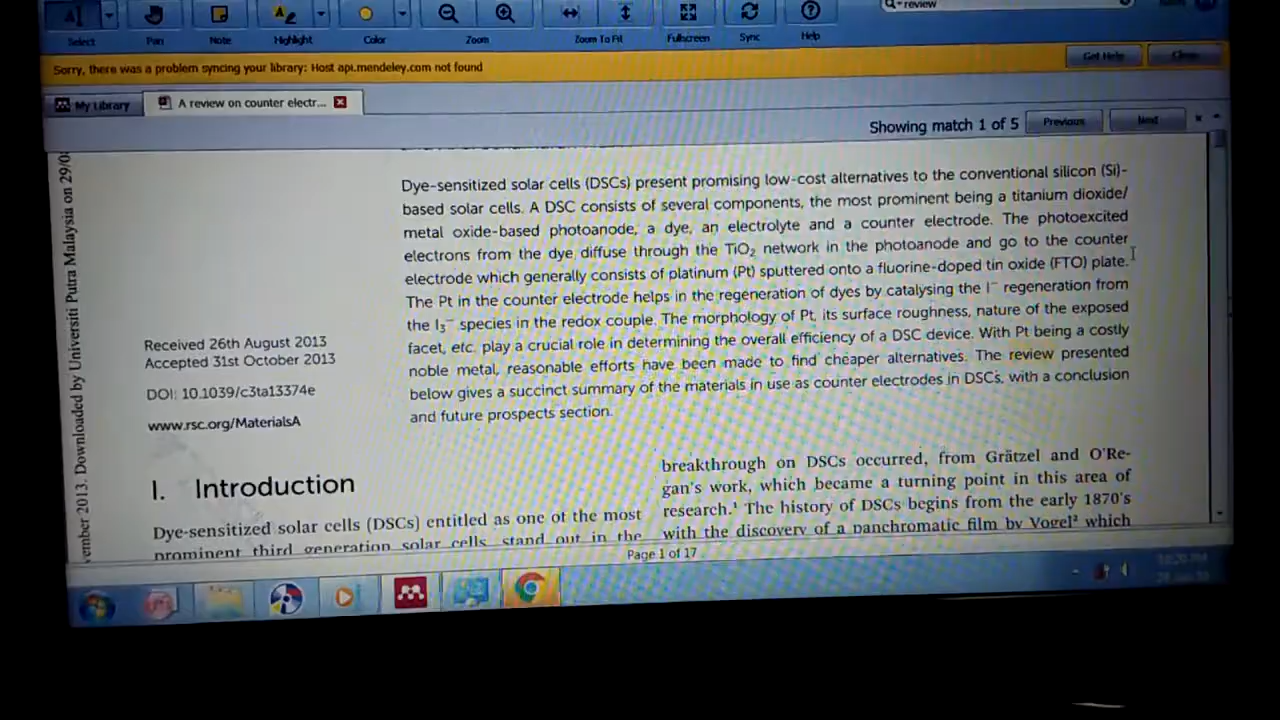 Select
Pan
Note
Highlight
Color
Zoom
Zoom To Fit
Fullscreen
Sync
Help
review
Sorry, there was a problem syncing your library: Host api.mendeley.com not found
Get Help
Close
My Library
A review on counter electr...
Showing match 1 of 5
Previous
Next
vember 2013. Downloaded by Universiti Putra Malaysia on 29/0
Dye-sensitized solar cells (DSCs) present promising low-cost alternatives to the conventional silicon (Si)-
based solar cells. A DSC consists of several components, the most prominent being a titanium dioxide/
metal oxide-based photoanode, a dye, an electrolyte and a counter electrode. The photoexcited
electrons from the dye diffuse through the TiO₂ network in the photoanode and go to the counter
electrode which generally consists of platinum (Pt) sputtered onto a fluorine-doped tin oxide (FTO) plate.
The Pt in the counter electrode helps in the regeneration of dyes by catalysing the I⁻ regeneration from
the I₃⁻ species in the redox couple. The morphology of Pt, its surface roughness, nature of the exposed
facet, etc. play a crucial role in determining the overall efficiency of a DSC device. With Pt being a costly
noble metal, reasonable efforts have been made to find cheaper alternatives. The review presented
below gives a succinct summary of the materials in use as counter electrodes in DSCs, with a conclusion
and future prospects section.
Received 26th August 2013
Accepted 31st October 2013
DOI: 10.1039/c3ta13374e
www.rsc.org/MaterialsA
I. Introduction
Dye-sensitized solar cells (DSCs) entitled as one of the most
prominent third generation solar cells, stand out in the
breakthrough on DSCs occurred, from Grätzel and O'Re-
gan's work, which became a turning point in this area of
research.¹ The history of DSCs begins from the early 1870's
with the discovery of a panchromatic film by Vogel² which
Page 1 of 17